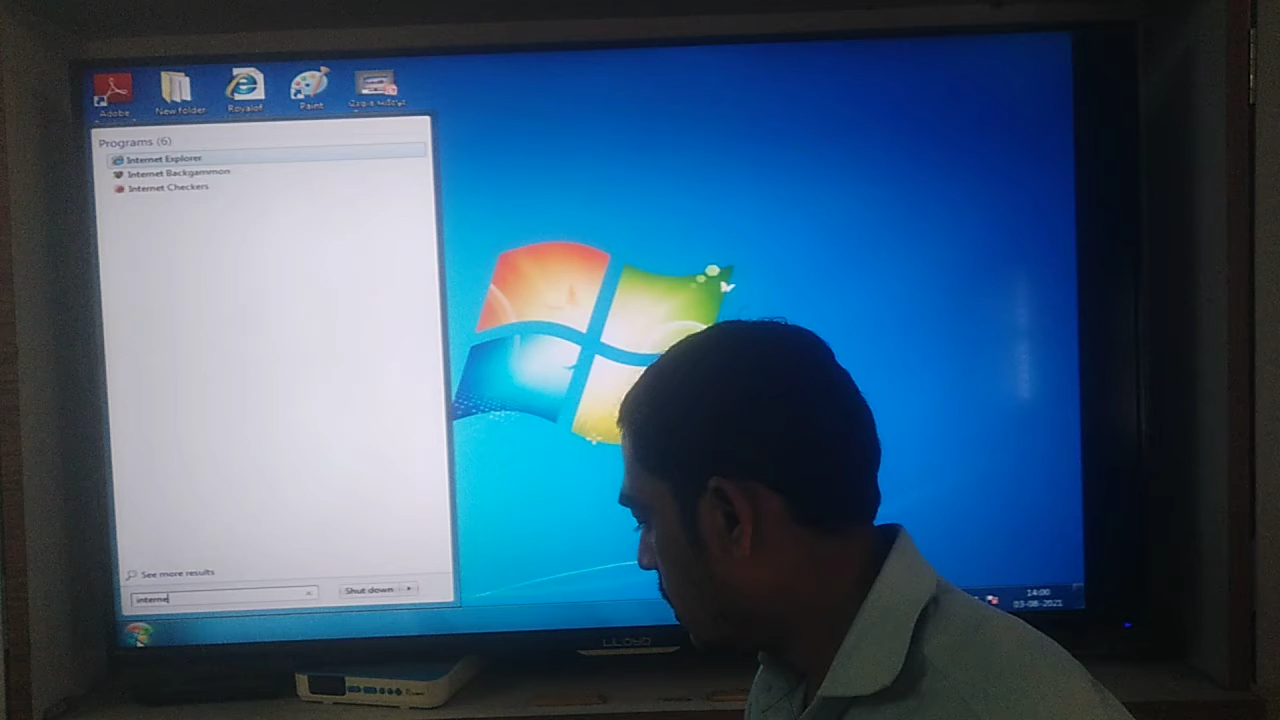 Adobe
New folder
Royalof
Paint
Programs (6)
Internet Explorer
Internet Backgammon
Internet Checkers
See more results
interne
Shut down
14:00
03-08-2021
LLOYD